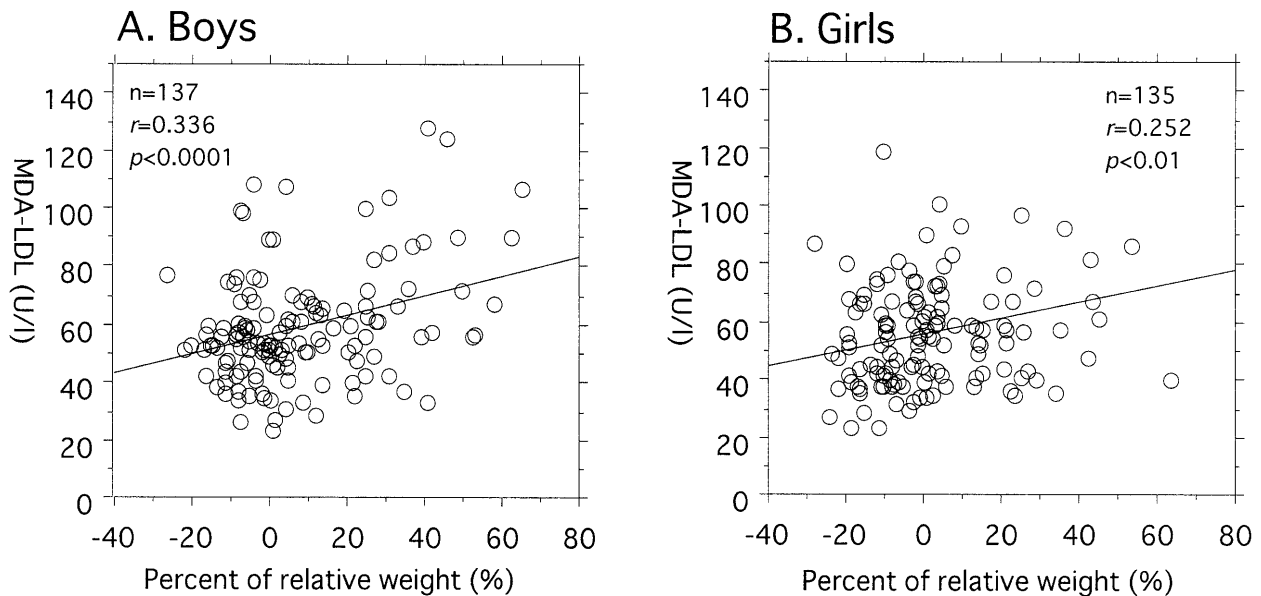 A. Boys
MDA-LDL (U/l)
140
120
100
80
60
40
20
0
n=137
r=0.336
p<0.0001
-40 -20 0 20 40 60 80
Percent of relative weight (%)
B. Girls
MDA-LDL (U/l)
140
120
100
80
60
40
20
0
n=135
r=0.252
p<0.01
-40 -20 0 20 40 60 80
Percent of relative weight (%)